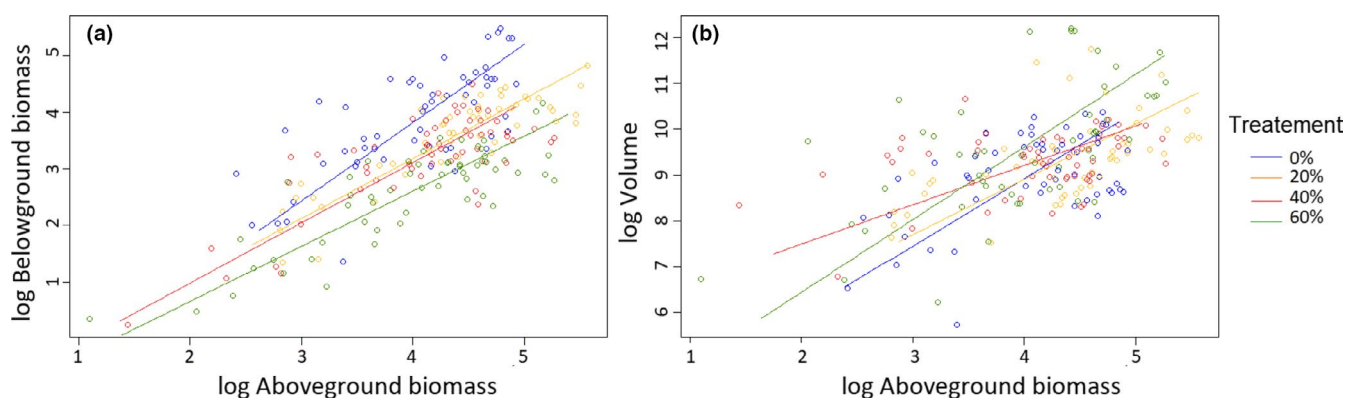 (a)
log Belowground biomass
5
4
3
2
1
1 2 3 4 5
log Aboveground biomass
(b)
log Volume
12
11
10
9
8
7
6
1 2 3 4 5
log Aboveground biomass
Treatement
0%
20%
40%
60%